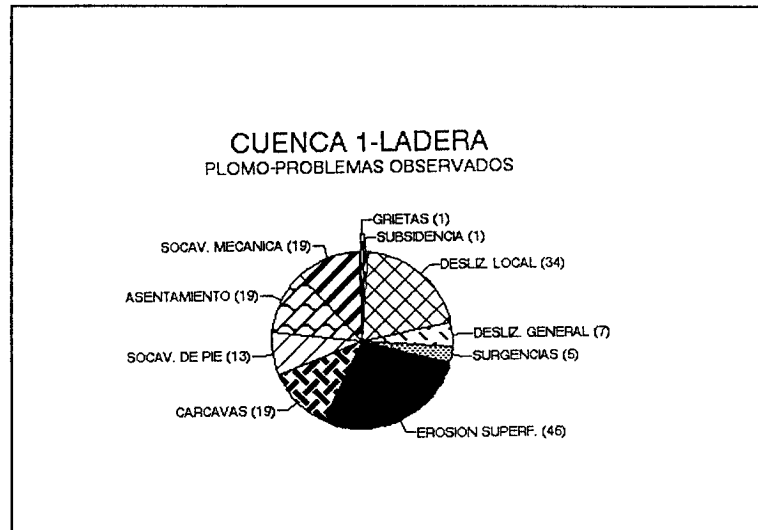 CUENCA 1-LADERA
PLOMO-PROBLEMAS OBSERVADOS
GRIETAS (1)
SUBSIDENCIA (1)
SOCAV. MECANICA (19)
DESLIZ. LOCAL (34)
ASENTAMIENTO (19)
DESLIZ. GENERAL (7)
SOCAV. DE PIE (13)
SURGENCIAS (5)
CARCAVAS (19)
EROSION SUPERF. (46)